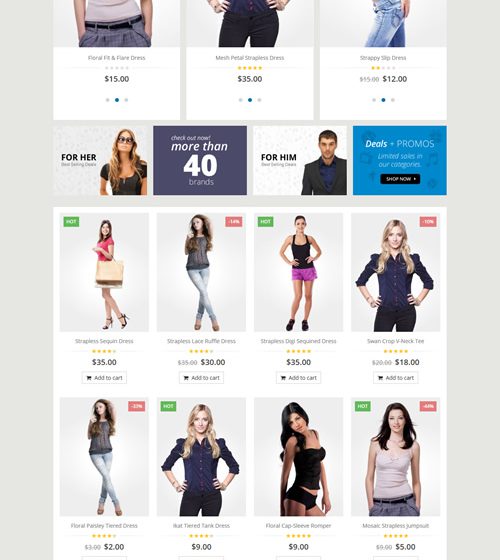 Floral Fit & Flare Dress
$15.00
Mesh Petal Strapless Dress
$35.00
Strappy Slip Dress
$15.00 $12.00
FOR HER
Best Selling Deals
check out now!
more than
40
brands
FOR HIM
Best Selling Deals
Deals + PROMOS
Limited sales in
our categories.
SHOP NOW
HOT
Strapless Sequin Dress
$35.00
Add to cart
-14%
Strapless Lace Ruffle Dress
$35.00 $30.00
Add to cart
HOT
Strapless Digi Sequined Dress
$35.00
Add to cart
-10%
Swan Crop V-Neck Tee
$20.00 $18.00
Add to cart
-33%
Floral Paisley Tiered Dress
$3.00 $2.00
HOT
Ikat Tiered Tank Dress
$9.00
Floral Cap-Sleeve Romper
$9.00
HOT
-44%
Mosaic Strapless Jumpsuit
$9.00 $5.00